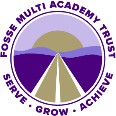 FOSSE MULTI ACADEMY TRUST
SERVE · GROW · ACHIEVE